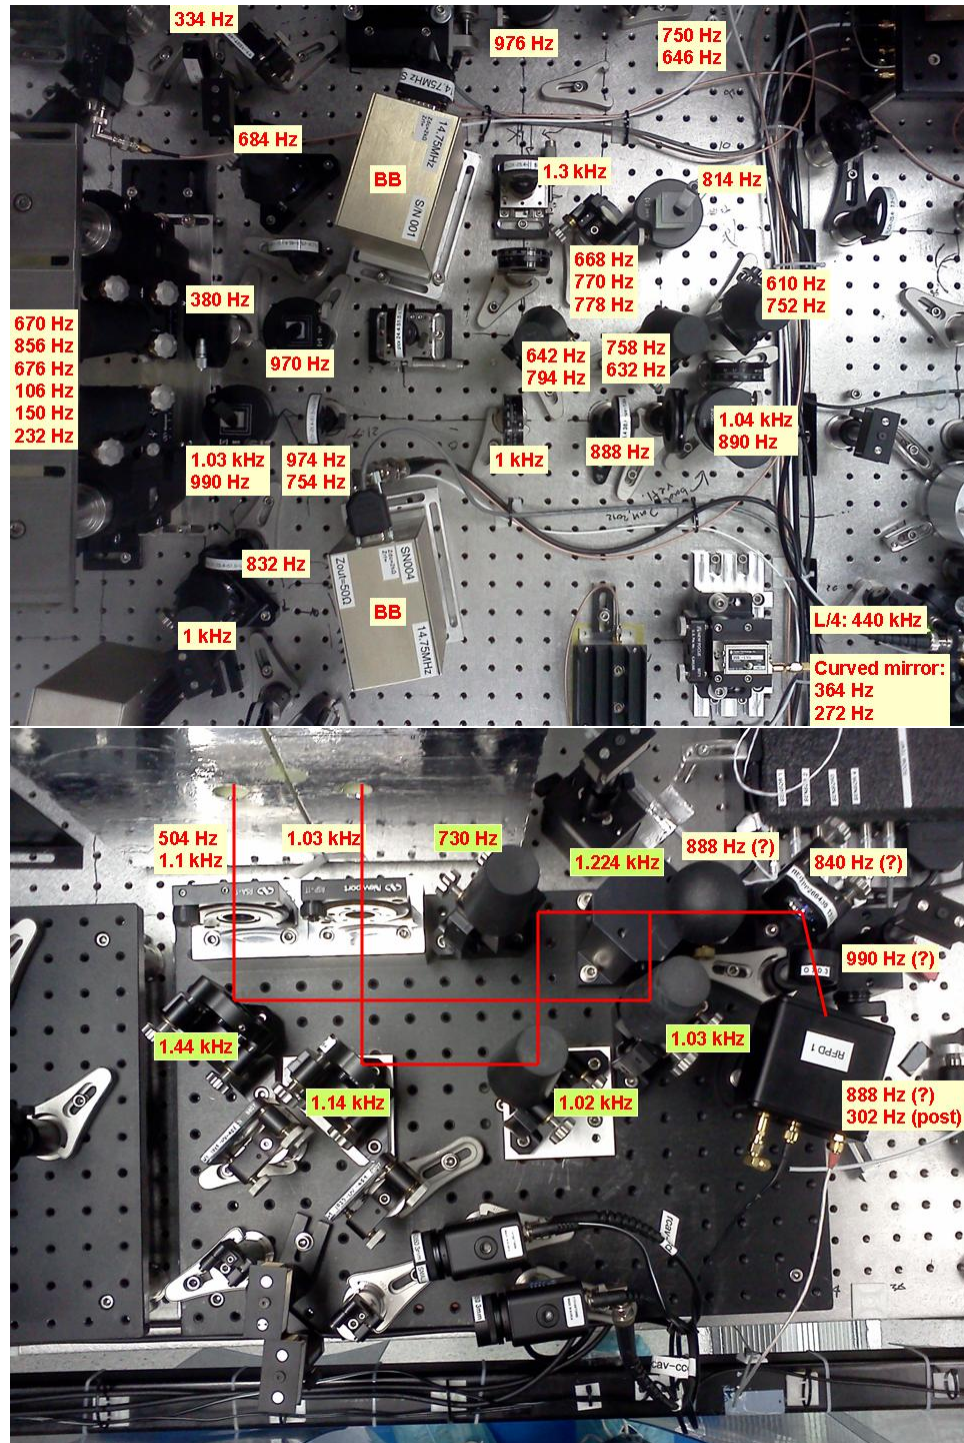 334 Hz
976 Hz
750 Hz
646 Hz
14.75MHz S
14.75MHz
S/N 001
684 Hz
BB
1.3 kHz
814 Hz
668 Hz
770 Hz
778 Hz
610 Hz
752 Hz
380 Hz
670 Hz
856 Hz
676 Hz
106 Hz
150 Hz
232 Hz
970 Hz
642 Hz
794 Hz
758 Hz
632 Hz
1.03 kHz
990 Hz
974 Hz
754 Hz
1 kHz
888 Hz
1.04 kHz
890 Hz
832 Hz
1 kHz
Zout=50Ω
SN004
BB
14.75MHz
L/4: 440 kHz
Curved mirror:
364 Hz
272 Hz
504 Hz
1.1 kHz
1.03 kHz
730 Hz
1.224 kHz
888 Hz (?)
840 Hz (?)
Newport
990 Hz (?)
1.44 kHz
1.14 kHz
1.02 kHz
1.03 kHz
RFPD 1
888 Hz (?)
302 Hz (post)